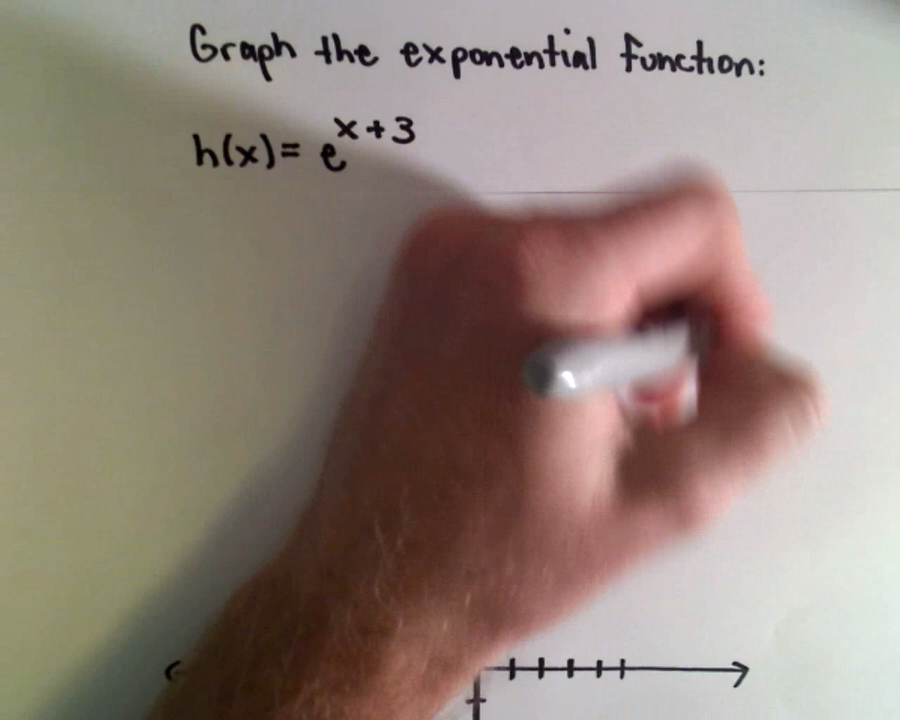 Graph the exponential function:
h(x) = e^{x+3}